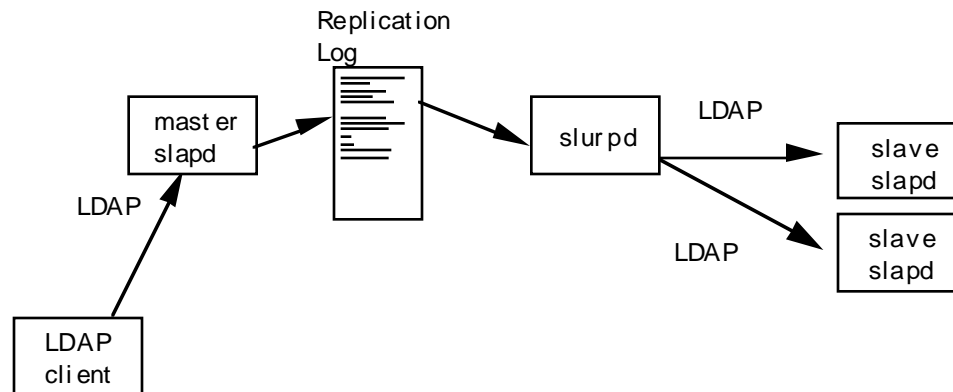 Replication
Log
master
slapd
slurpd
LDAP
slave
slapd
LDAP
LDAP
slave
slapd
LDAP
client